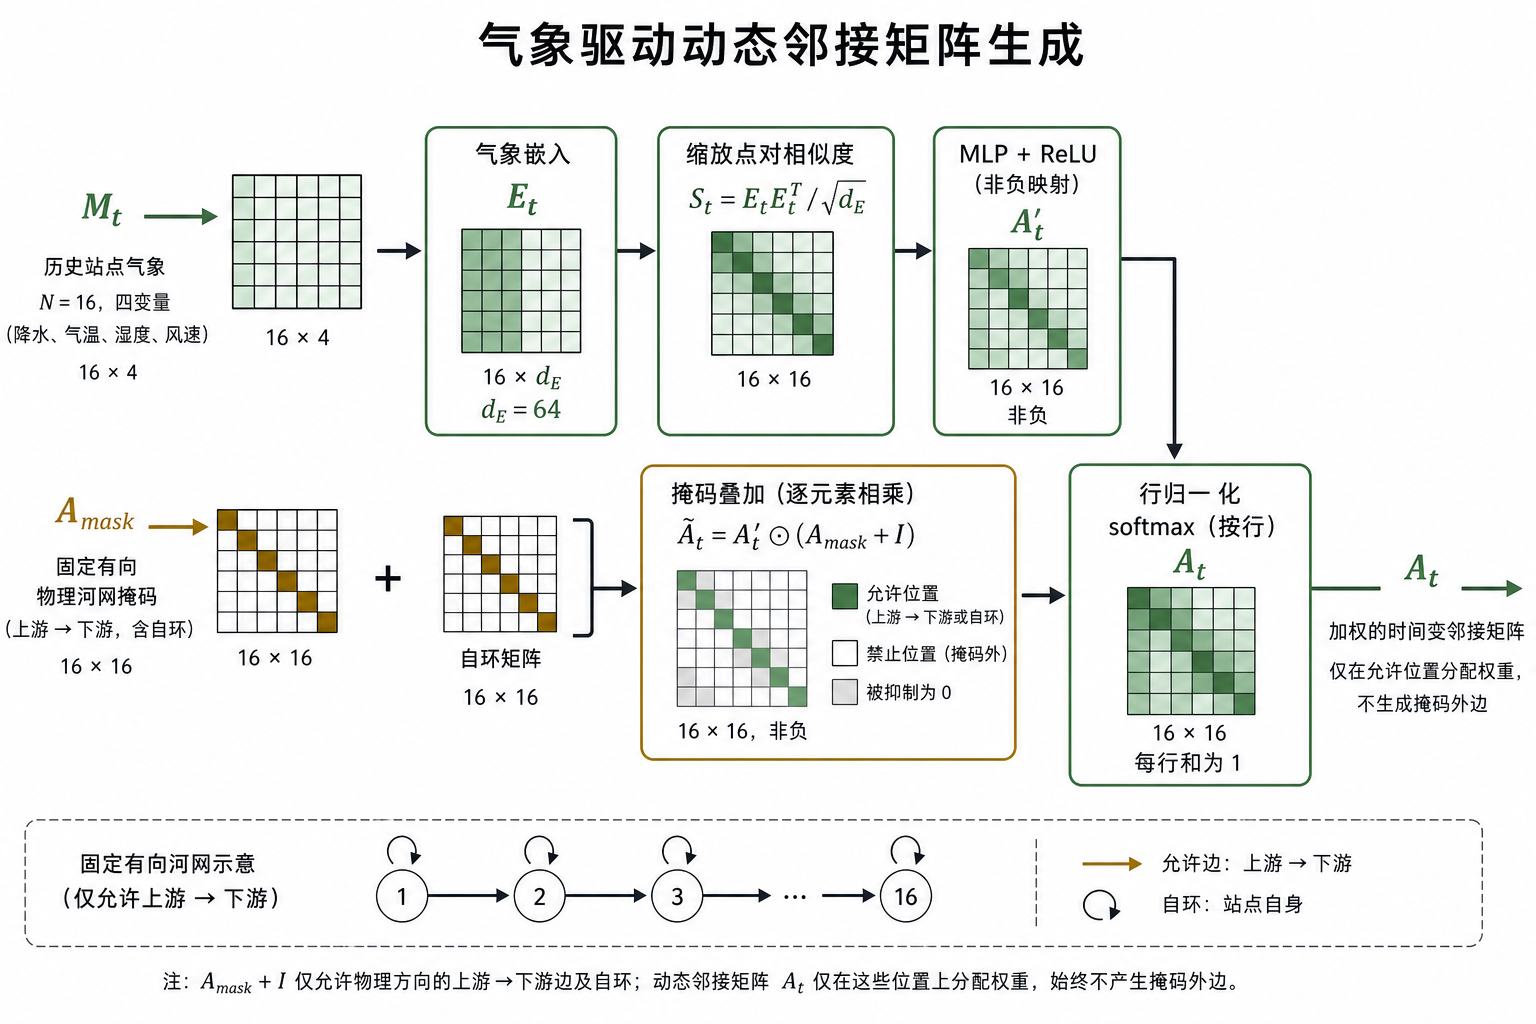 气象驱动动态邻接矩阵生成
M_t
历史站点气象
N = 16，四变量
（降水、气温、湿度、风速）
16 × 4
16 × 4
气象嵌入
E_t
16 × d_E
d_E = 64
缩放点对相似度
S_t = E_t E_t^T / √d_E
16 × 16
MLP + ReLU
（非负映射）
A′_t
16 × 16
非负
A_mask
固定有向
物理河网掩码
（上游 → 下游，含自环）
16 × 16
16 × 16
+
自环矩阵
16 × 16
掩码叠加（逐元素相乘）
Ã_t = A′_t ⊙ (A_mask + I)
允许位置
（上游 → 下游或自环）
禁止位置（掩码外）
被抑制为 0
16 × 16，非负
行归一 化
softmax（按行）
A_t
16 × 16
每行和为 1
A_t
加权的时间变邻接矩阵
仅在允许位置分配权重，
不生成掩码外边
固定有向河网示意
（仅允许上游 → 下游）
1 2 3 … 16
允许边：上游 → 下游
自环：站点自身
注：A_mask + I 仅允许物理方向的上游→下游边及自环；动态邻接矩阵 A_t 仅在这些位置上分配权重，始终不产生掩码外边。